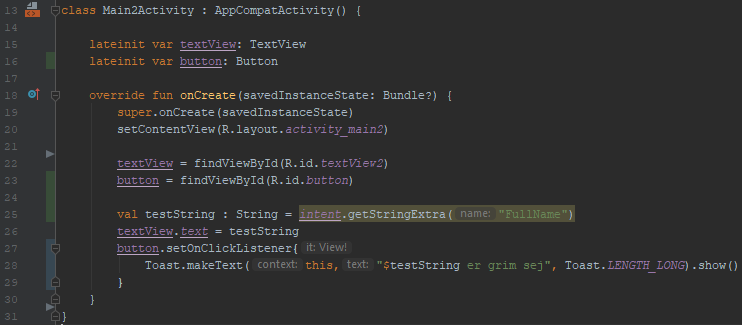 13 class Main2Activity : AppCompatActivity() {
14
15 lateinit var textView: TextView
16 lateinit var button: Button
17
18 override fun onCreate(savedInstanceState: Bundle?) {
19 super.onCreate(savedInstanceState)
20 setContentView(R.layout.activity_main2)
21
22 textView = findViewById(R.id.textView2)
23 button = findViewById(R.id.button)
24
25 val testString : String = intent.getStringExtra( name: "FullName")
26 textView.text = testString
27 button.setOnClickListener{ it: View!
28 Toast.makeText( context: this, text: "$testString er grim sej", Toast.LENGTH_LONG).show()
29 }
30 }
31 }